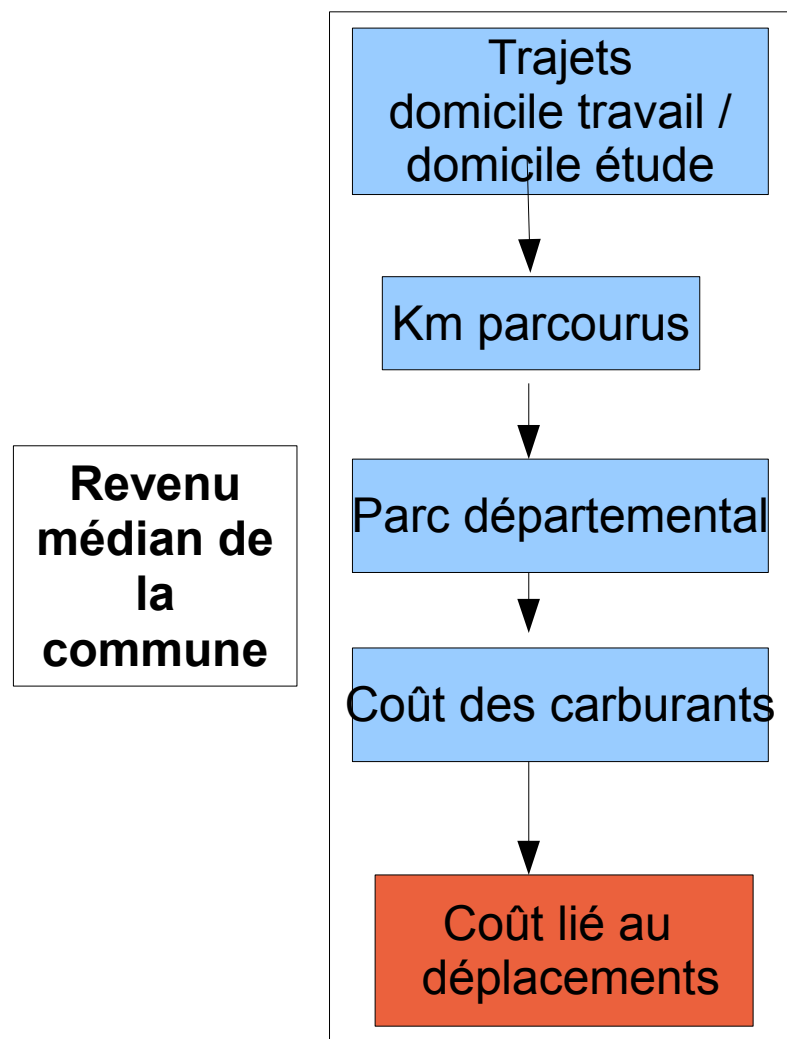 Trajets
domicile travail /
domicile étude
Km parcourus
Revenu
médian de
la
commune
Parc départemental
Coût des carburants
Coût lié au
déplacements